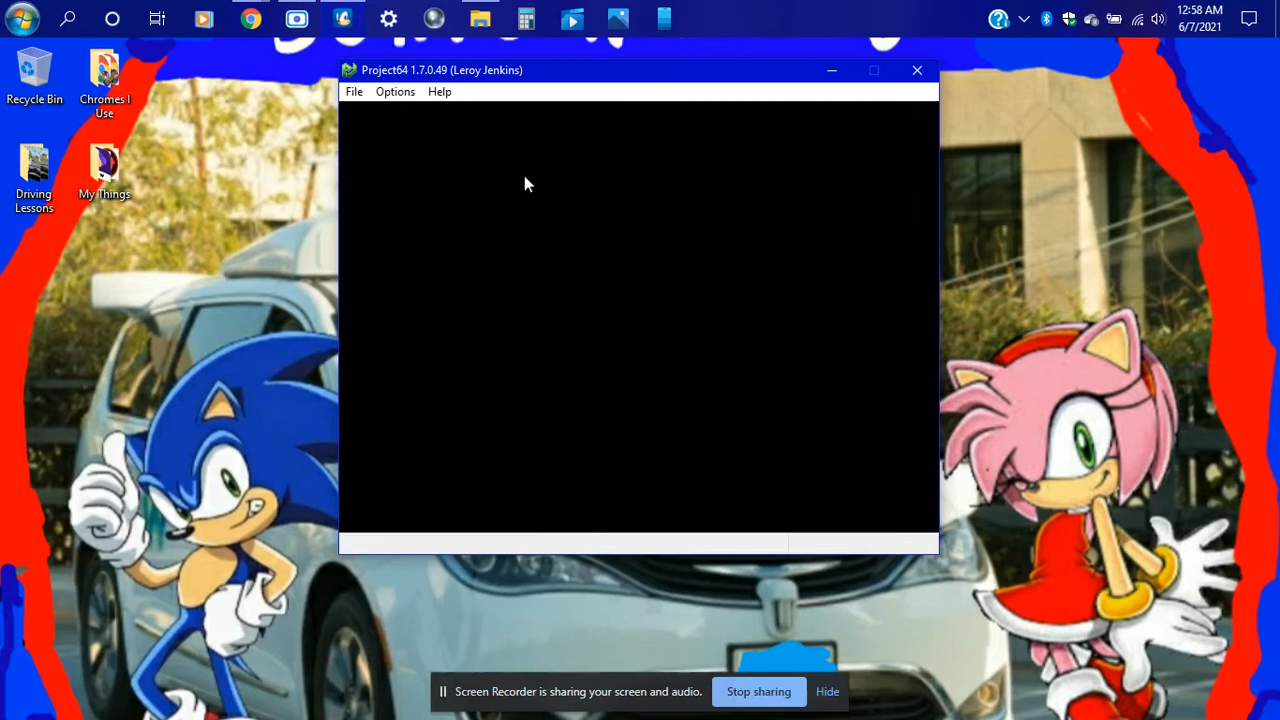 12:58 AM
6/7/2021
Recycle Bin
Chromes I
Use
Driving
Lessons
My Things
Project64 1.7.0.49 (Leroy Jenkins)
File Options Help
Screen Recorder is sharing your screen and audio. Stop sharing Hide